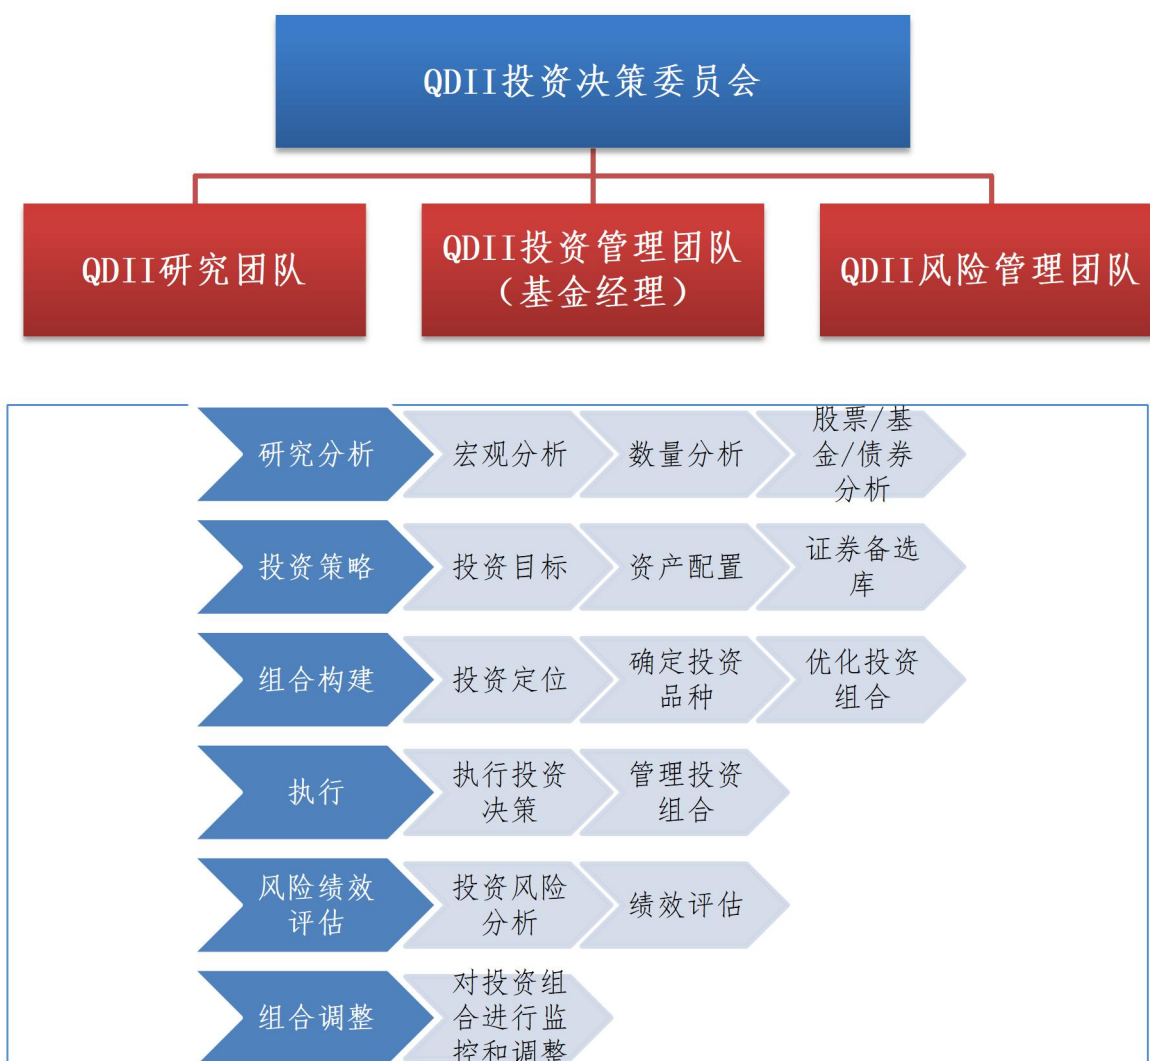 QDII投资决策委员会
QDII研究团队
QDII投资管理团队
（基金经理）
QDII风险管理团队
研究分析
宏观分析
数量分析
股票/基
金/债券
分析
投资策略
投资目标
资产配置
证券备选
库
组合构建
投资定位
确定投资
品种
优化投资
组合
执行
执行投资
决策
管理投资
组合
风险绩效
评估
投资风险
分析
绩效评估
组合调整
对投资组
合进行监
控和调整